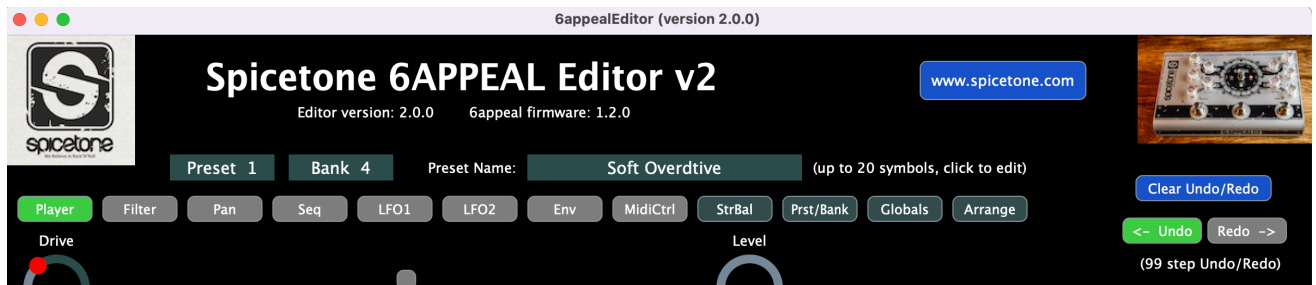 6appealEditor (version 2.0.0)
Spicetone 6APPEAL Editor v2
www.spicetone.com
Editor version: 2.0.0 6appeal firmware: 1.2.0
spicetone
Preset 1 Bank 4 Preset Name: Soft Overdtive (up to 20 symbols, click to edit)
Clear Undo/Redo
Player Filter Pan Seq LFO1 LFO2 Env MidiCtrl StrBal Prst/Bank Globals Arrange
<- Undo Redo ->
Drive Level
(99 step Undo/Redo)